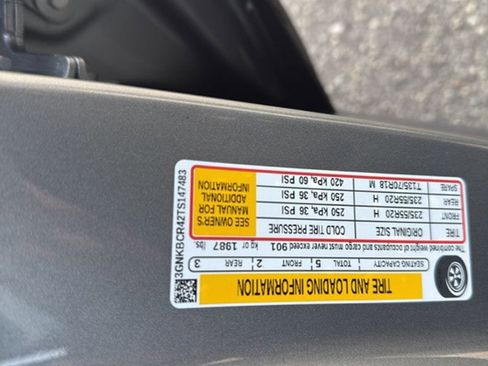 TIRE AND LOADING INFORMATION
SEATING CAPACITY TOTAL 5 FRONT 2 REAR 3
The combined weight of occupants and cargo must never exceed 901 kg or 1987 lbs
TIRE ORIGINAL SIZE COLD TIRE PRESSURE
FRONT 235/55R20 H 250 kPa, 36 PSI
REAR 235/55R20 H 250 kPa, 36 PSI
SPARE T135/70R18 M 420 kPa, 60 PSI
SEE OWNER'S
MANUAL FOR
ADDITIONAL
INFORMATION
3GNKBCR42TS147483